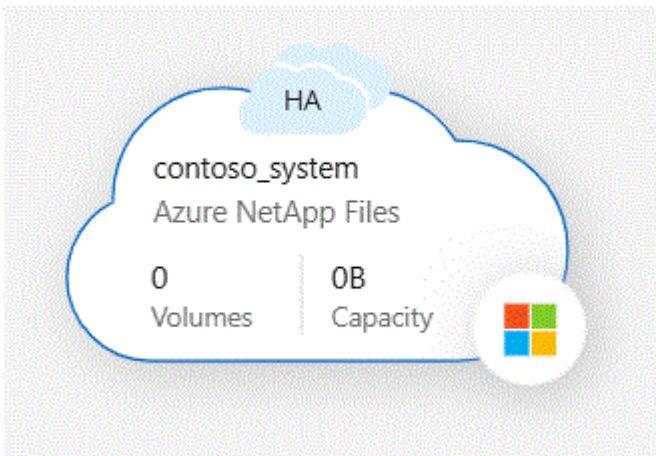 HA
contoso_system
Azure NetApp Files
0
Volumes
0B
Capacity